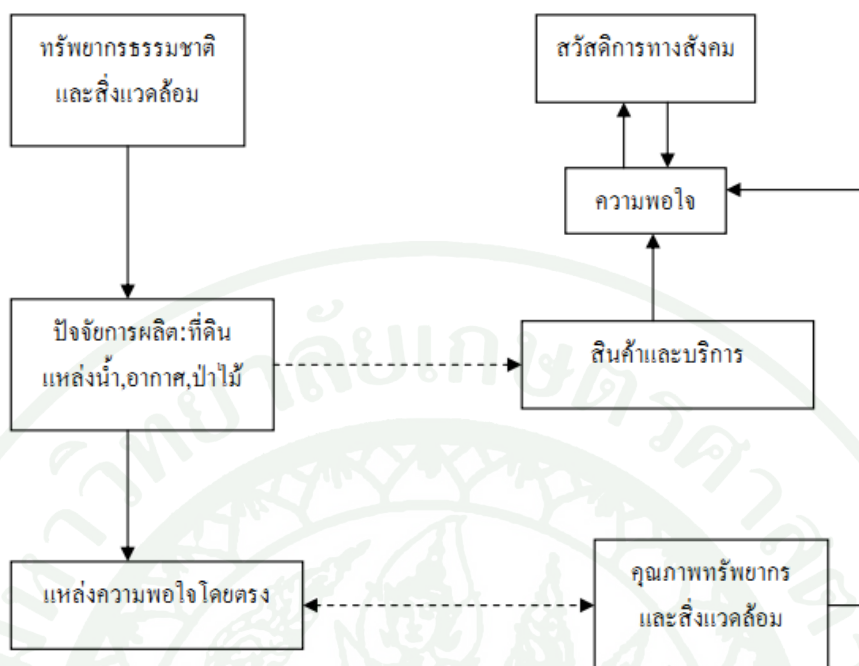 ทรัพยากรธรรมชาติ
และสิ่งแวดล้อม
สวัสดิการทางสังคม
ความพอใจ
ปัจจัยการผลิต:ที่ดิน
แหล่งน้ำ,อากาศ,ป่าไม้
สินค้าและบริการ
แหล่งความพอใจโดยตรง
คุณภาพทรัพยากร
และสิ่งแวดล้อม